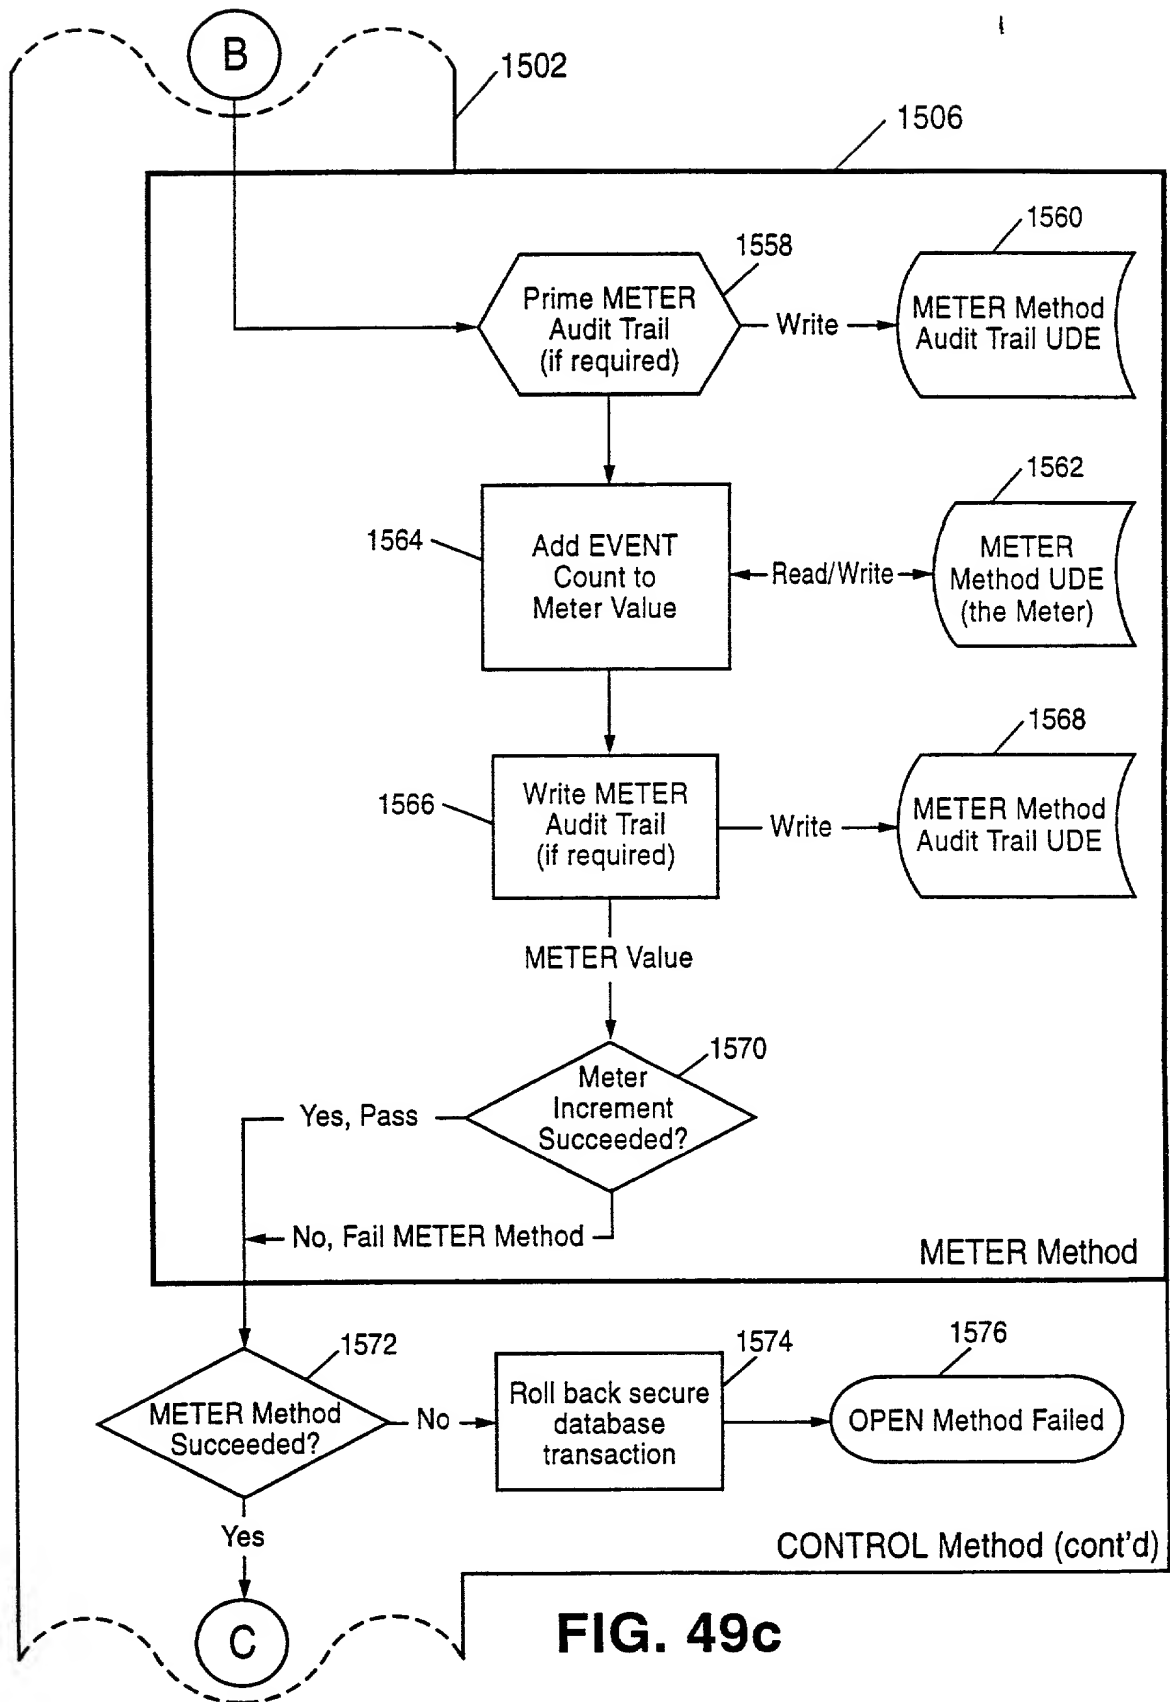 B
1502
1506
1558
1560
Prime METER
Audit Trail
(if required)
Write
METER Method
Audit Trail UDE
1562
1564
Add EVENT
Count to
Meter Value
Read/Write
METER
Method UDE
(the Meter)
1568
1566
Write METER
Audit Trail
(if required)
Write
METER Method
Audit Trail UDE
METER Value
1570
Meter
Increment
Succeeded?
Yes, Pass
No, Fail METER Method
METER Method
1572
1574
1576
METER Method
Succeeded?
No
Roll back secure
database
transaction
OPEN Method Failed
Yes
CONTROL Method (cont'd)
C
FIG. 49c